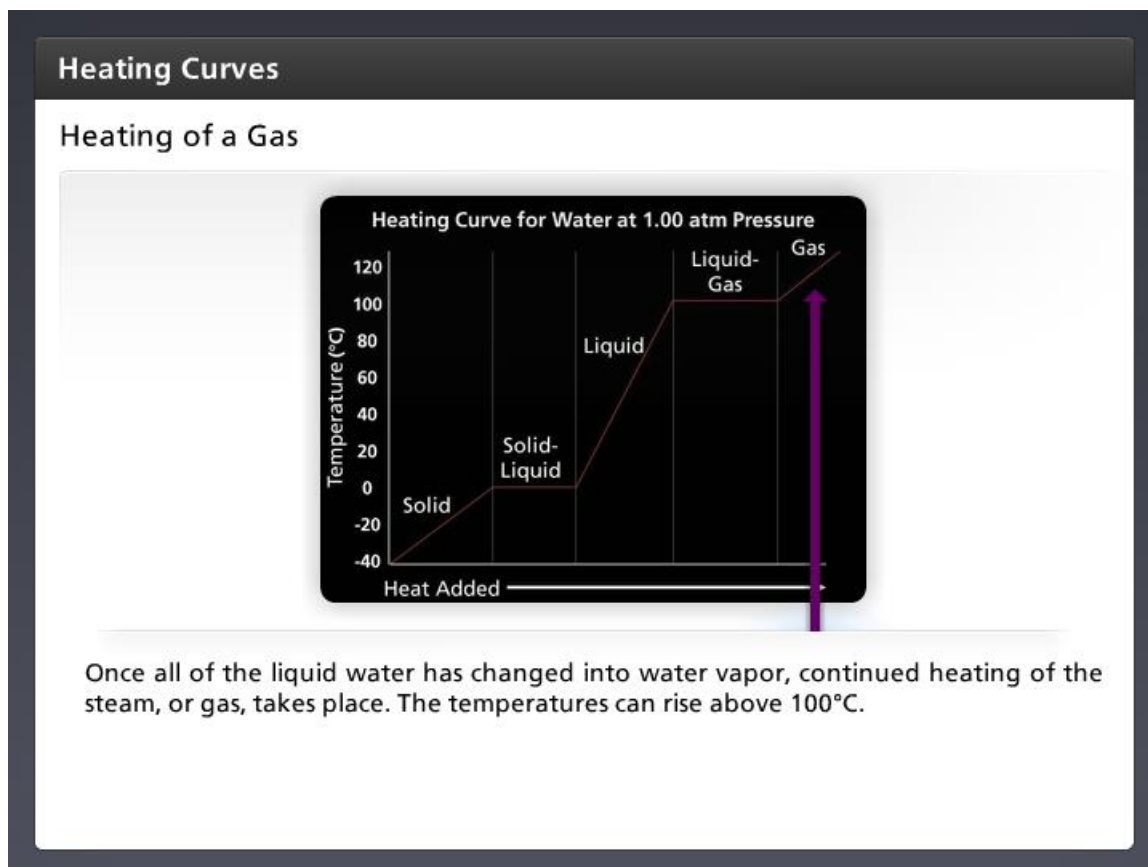 Heating Curves
Heating of a Gas
Heating Curve for Water at 1.00 atm Pressure
Temperature (°C)
120
100
80
60
40
20
0
-20
-40
Solid
Solid-
Liquid
Liquid
Liquid-
Gas
Gas
Heat Added
Once all of the liquid water has changed into water vapor, continued heating of the
steam, or gas, takes place. The temperatures can rise above 100°C.